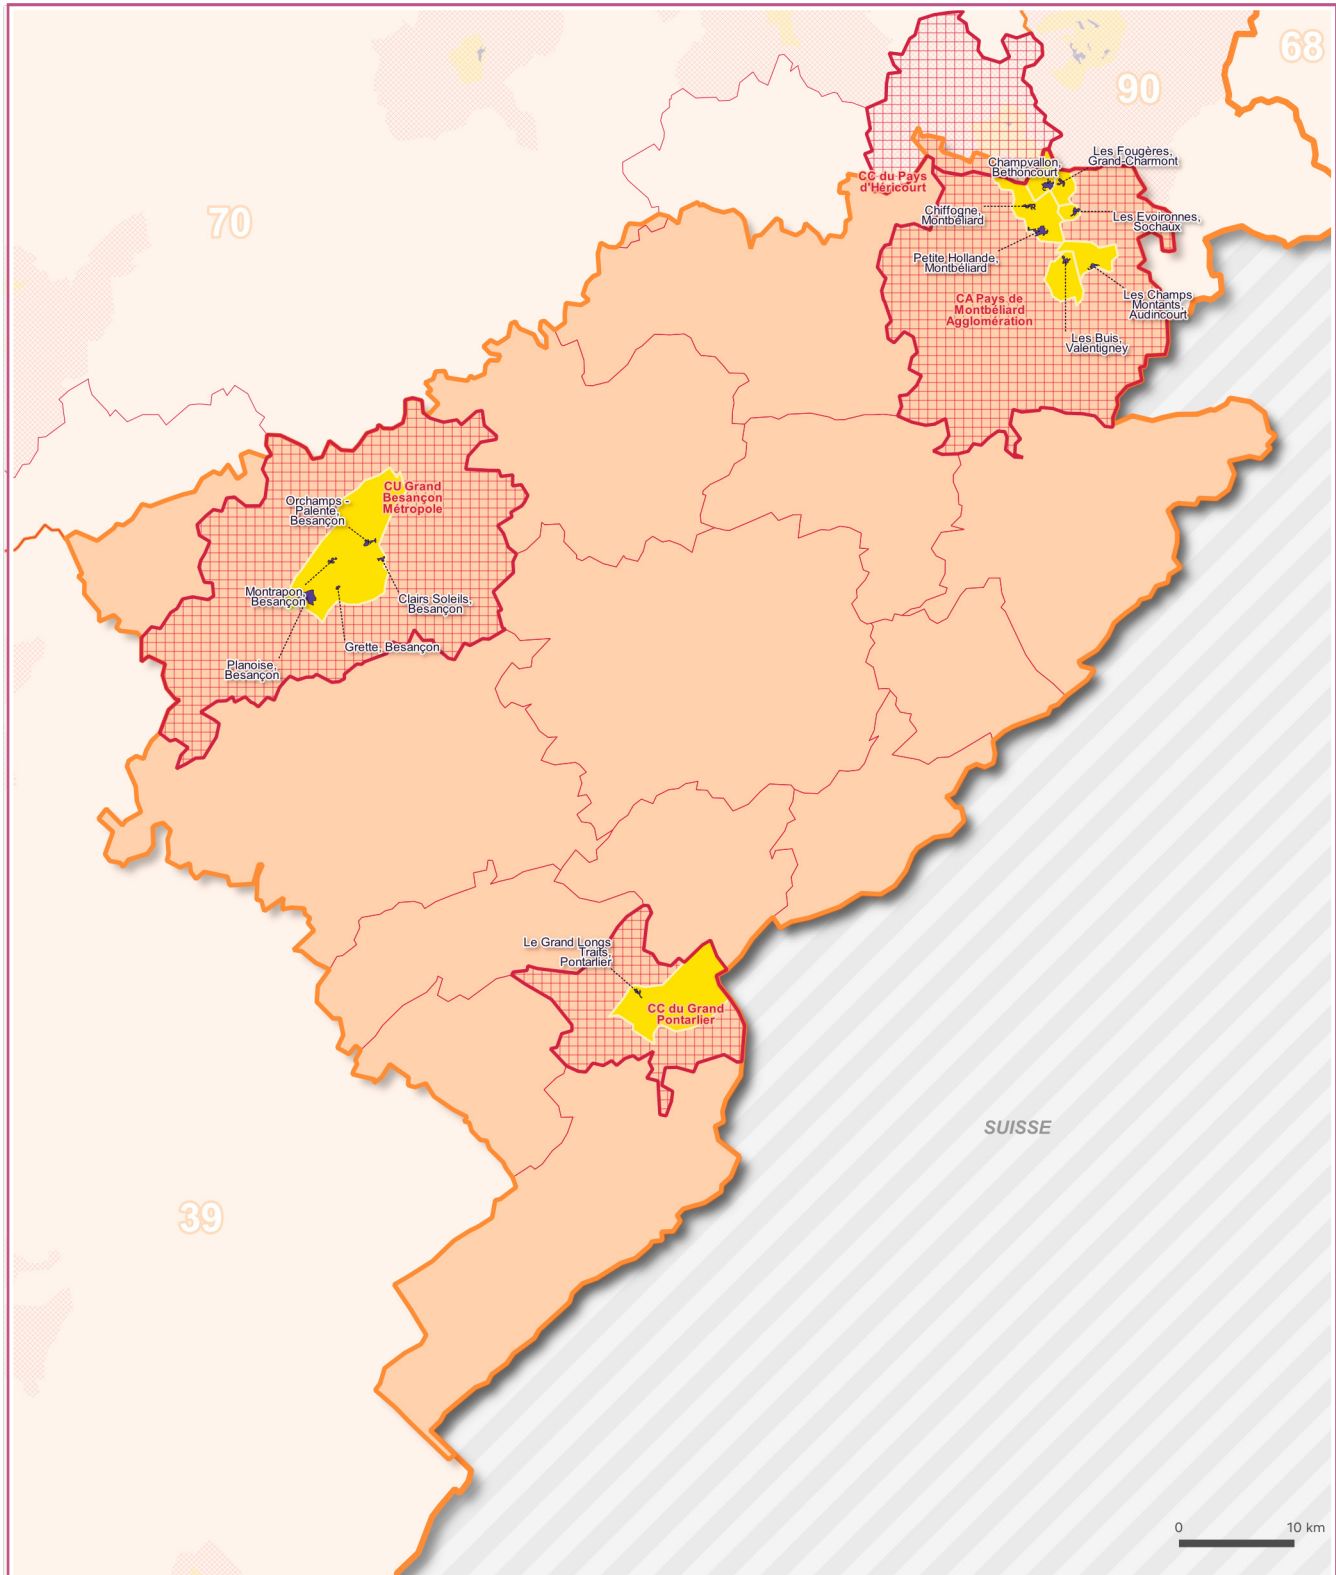 68
90
70
39
Champvallon,
Bethoncourt
Les Fougères,
Grand-Charmont
CC du Pays
d'Héricourt
Chiffogne,
Montbéliard
Les Evoironnes,
Sochaux
Petite Hollande,
Montbéliard
CA Pays de
Montbéliard
Agglomération
Les Champs
Montants,
Audincourt
Les Buis,
Valentigney
CU Grand
Besançon
Métropole
Orchamps -
Palente,
Besançon
Montrapon,
Besançon
Clairs Soleils,
Besançon
Grette, Besançon
Planoise,
Besançon
Le Grand Longs
Traits,
Pontarlier
CC du Grand
Pontarlier
SUISSE
0 10 km